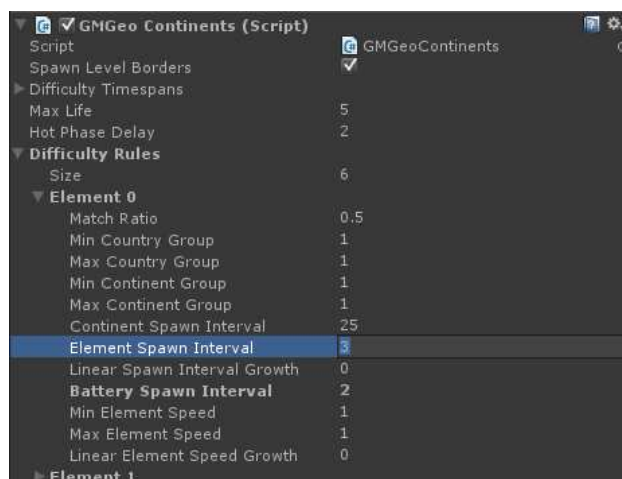 GMGeo Continents (Script)
Script GMGeoContinents
Spawn Level Borders
Difficulty Timespans
Max Life 5
Hot Phase Delay 2
Difficulty Rules
Size 6
Element 0
Match Ratio 0.5
Min Country Group 1
Max Country Group 1
Min Continent Group 1
Max Continent Group 1
Continent Spawn Interval 25
Element Spawn Interval 3
Linear Spawn Interval Growth 0
Battery Spawn Interval 2
Min Element Speed 1
Max Element Speed 1
Linear Element Speed Growth 0
Element 1